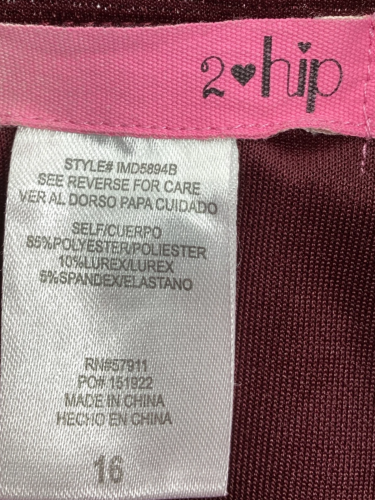 2♥hip
STYLE# IMD5894B
SEE REVERSE FOR CARE
VER AL DORSO PAPA CUIDADO
SELF/CUERPO
85%POLYESTER/POLIESTER
10%LUREX/LUREX
5%SPANDEX/ELASTANO
RN#57911
PO# 151922
MADE IN CHINA
HECHO EN CHINA
16